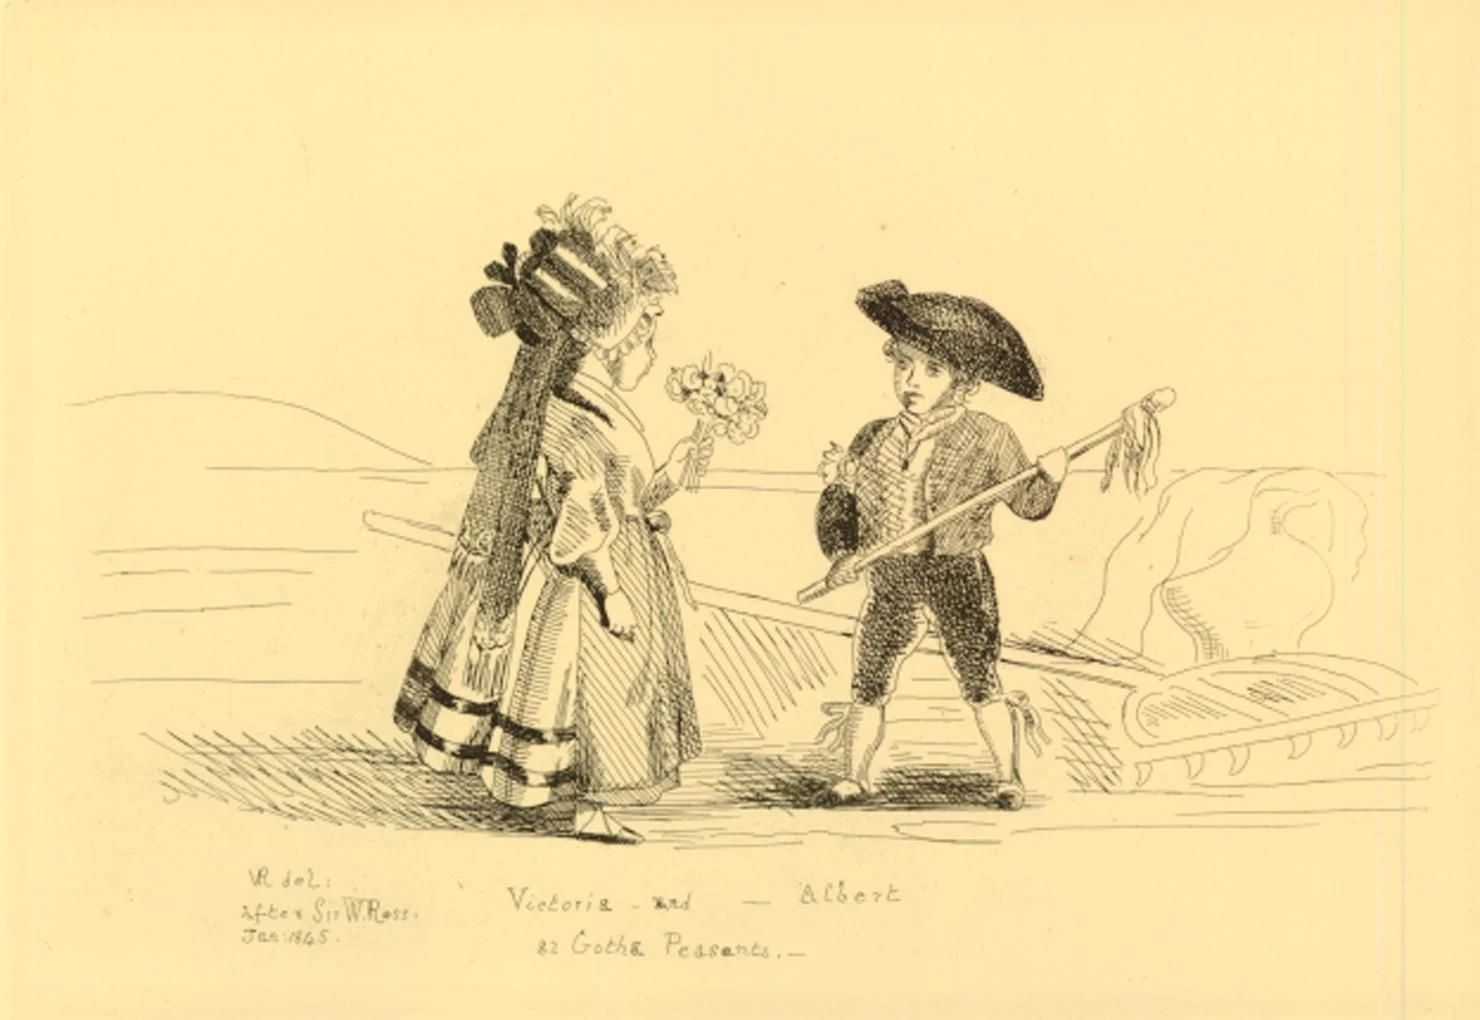 VR del:
after Sir W. Ross.
Jan: 1845.
Victoria - and — Albert
as Gotha Peasants. —